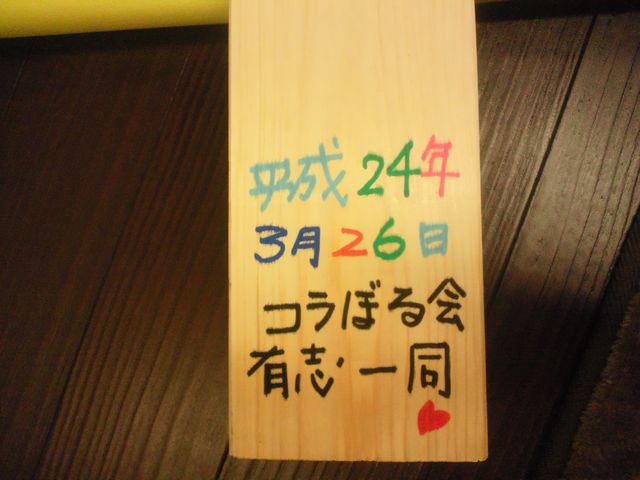 平成24年
3月26日
コラぼる会
有志一同